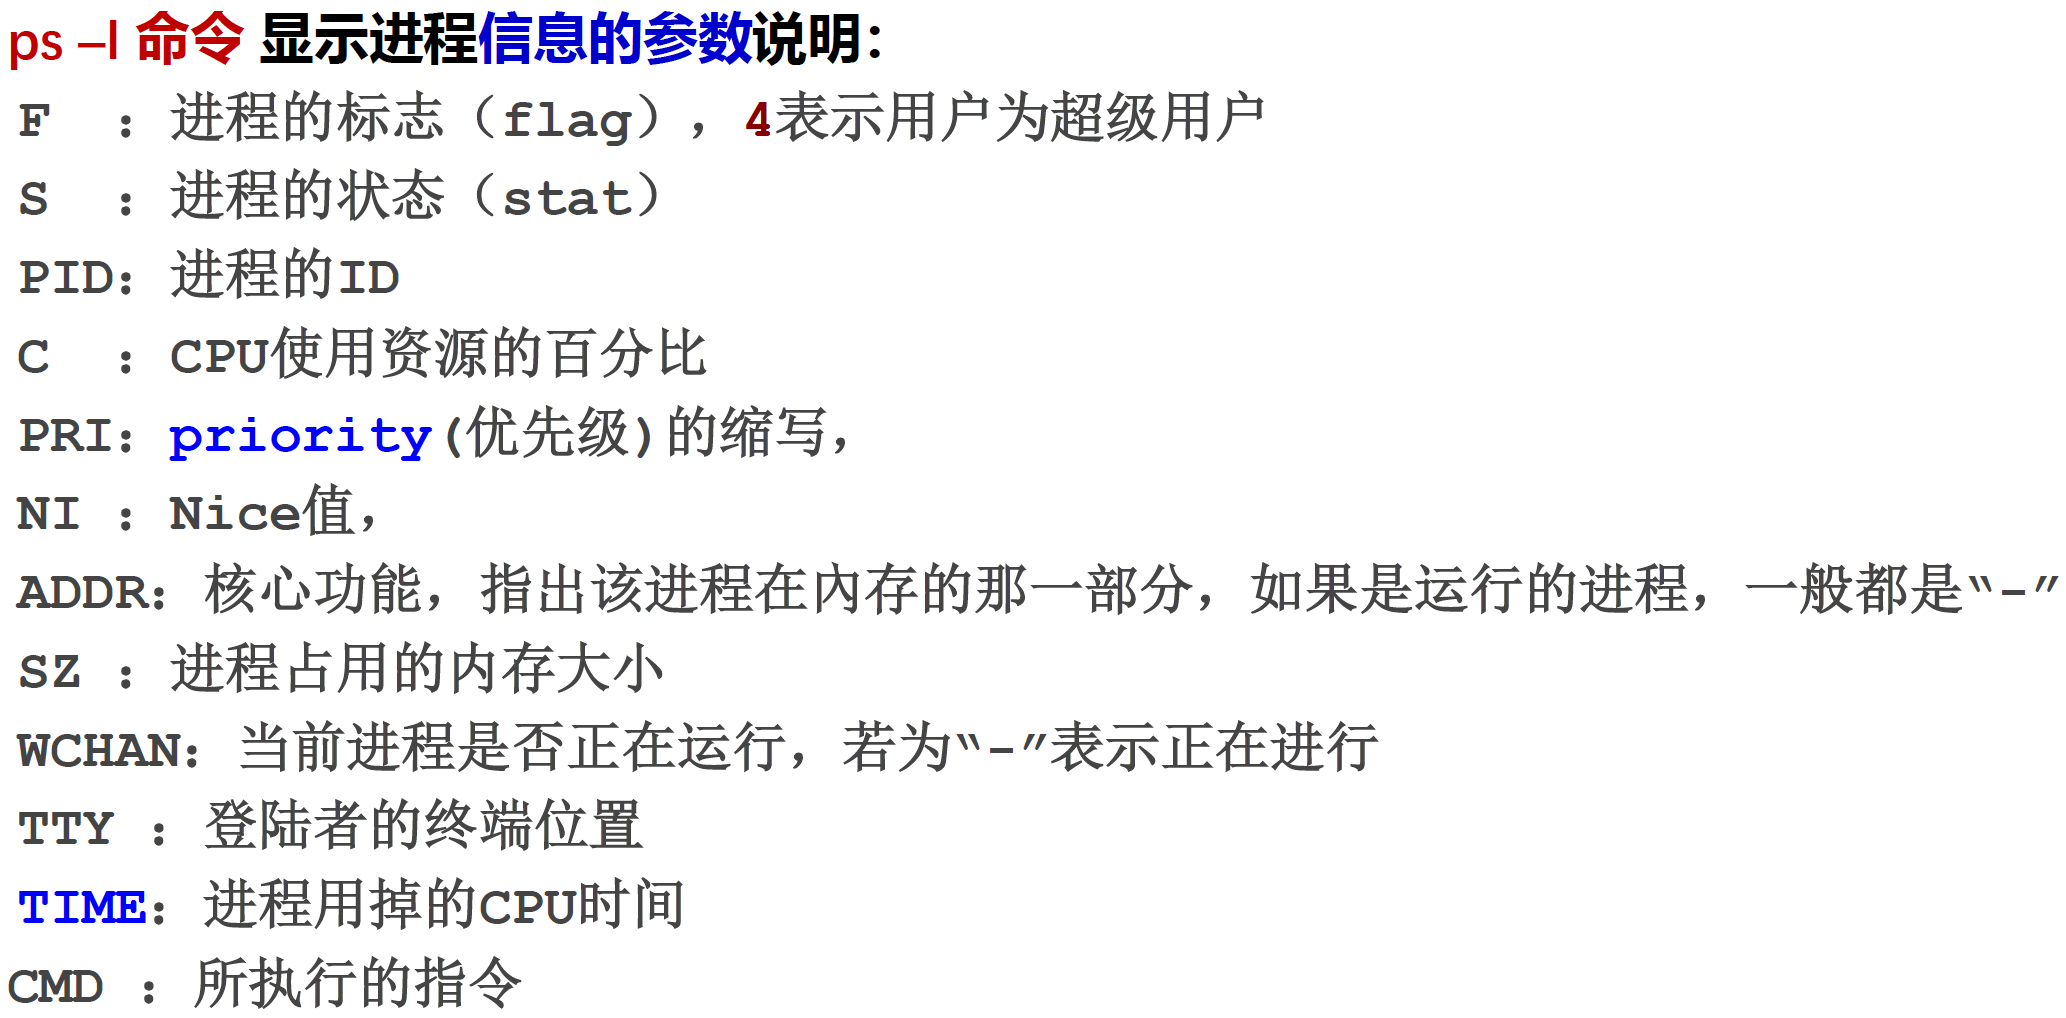 ps –l 命令 显示进程信息的参数说明：
F ：进程的标志（flag），4表示用户为超级用户
S ：进程的状态（stat）
PID：进程的ID
C ：CPU使用资源的百分比
PRI：priority(优先级)的缩写，
NI ：Nice值，
ADDR：核心功能，指出该进程在内存的那一部分，如果是运行的进程，一般都是“-”
SZ ：进程占用的内存大小
WCHAN：当前进程是否正在运行，若为“-”表示正在进行
TTY ：登陆者的终端位置
TIME：进程用掉的CPU时间
CMD ：所执行的指令